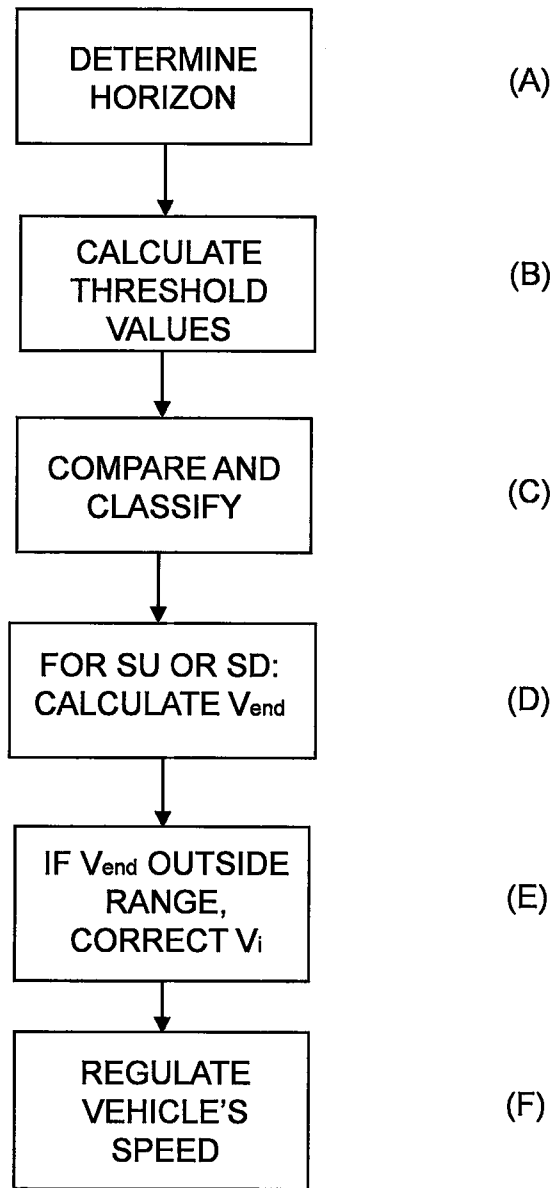 DETERMINE
HORIZON
(A)
CALCULATE
THRESHOLD
VALUES
(B)
COMPARE AND
CLASSIFY
(C)
FOR SU OR SD:
CALCULATE Vend
(D)
IF Vend OUTSIDE
RANGE,
CORRECT Vi
(E)
REGULATE
VEHICLE'S
SPEED
(F)